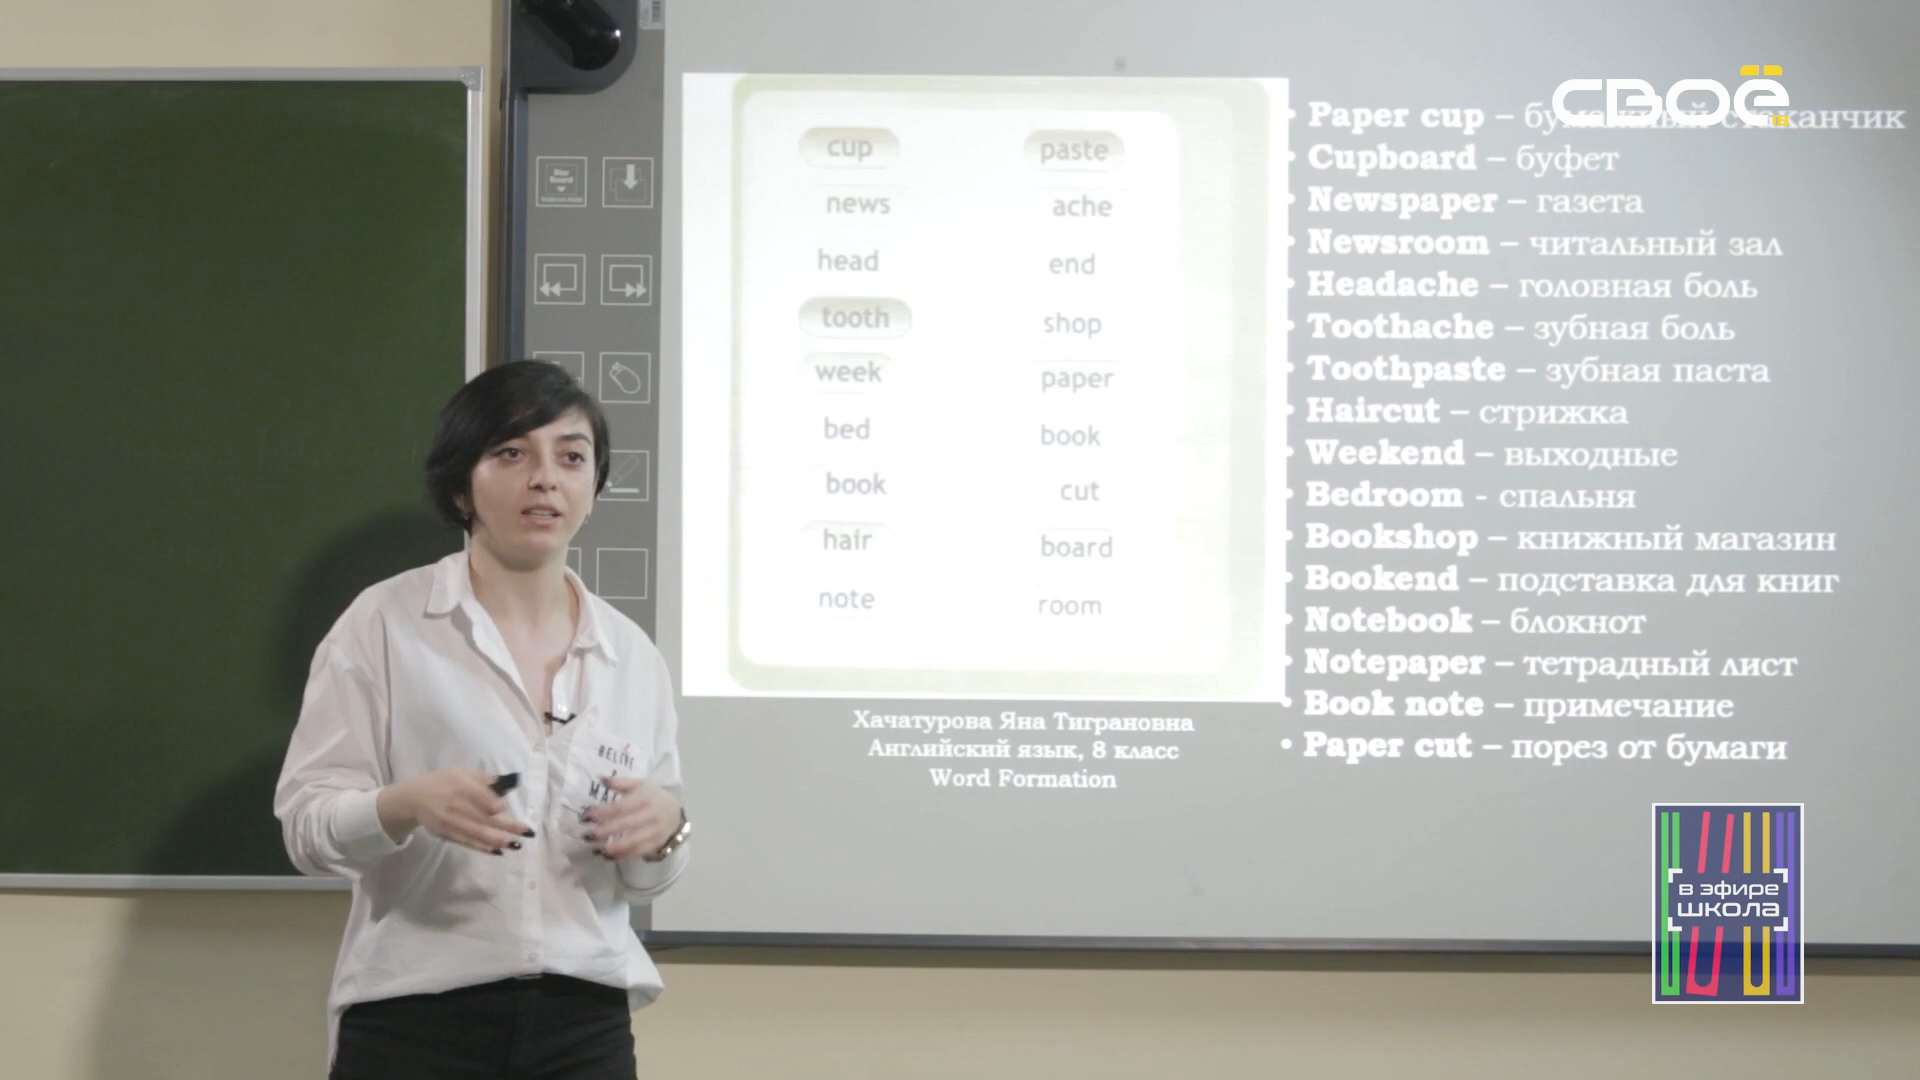 СВОЁ
ТВ
cup paste
news ache
head end
tooth shop
week paper
bed book
book cut
hair board
note room
• Paper cup – бумажный стаканчик
• Cupboard – буфет
• Newspaper – газета
• Newsroom – читальный зал
• Headache – головная боль
• Toothache – зубная боль
• Toothpaste – зубная паста
• Haircut – стрижка
• Weekend – выходные
• Bedroom - спальня
• Bookshop – книжный магазин
• Bookend – подставка для книг
• Notebook – блокнот
• Notepaper – тетрадный лист
• Book note – примечание
• Paper cut – порез от бумаги
Хачатурова Яна Тиграновна
Английский язык, 8 класс
Word Formation
В ЭФИРЕ
ШКОЛА